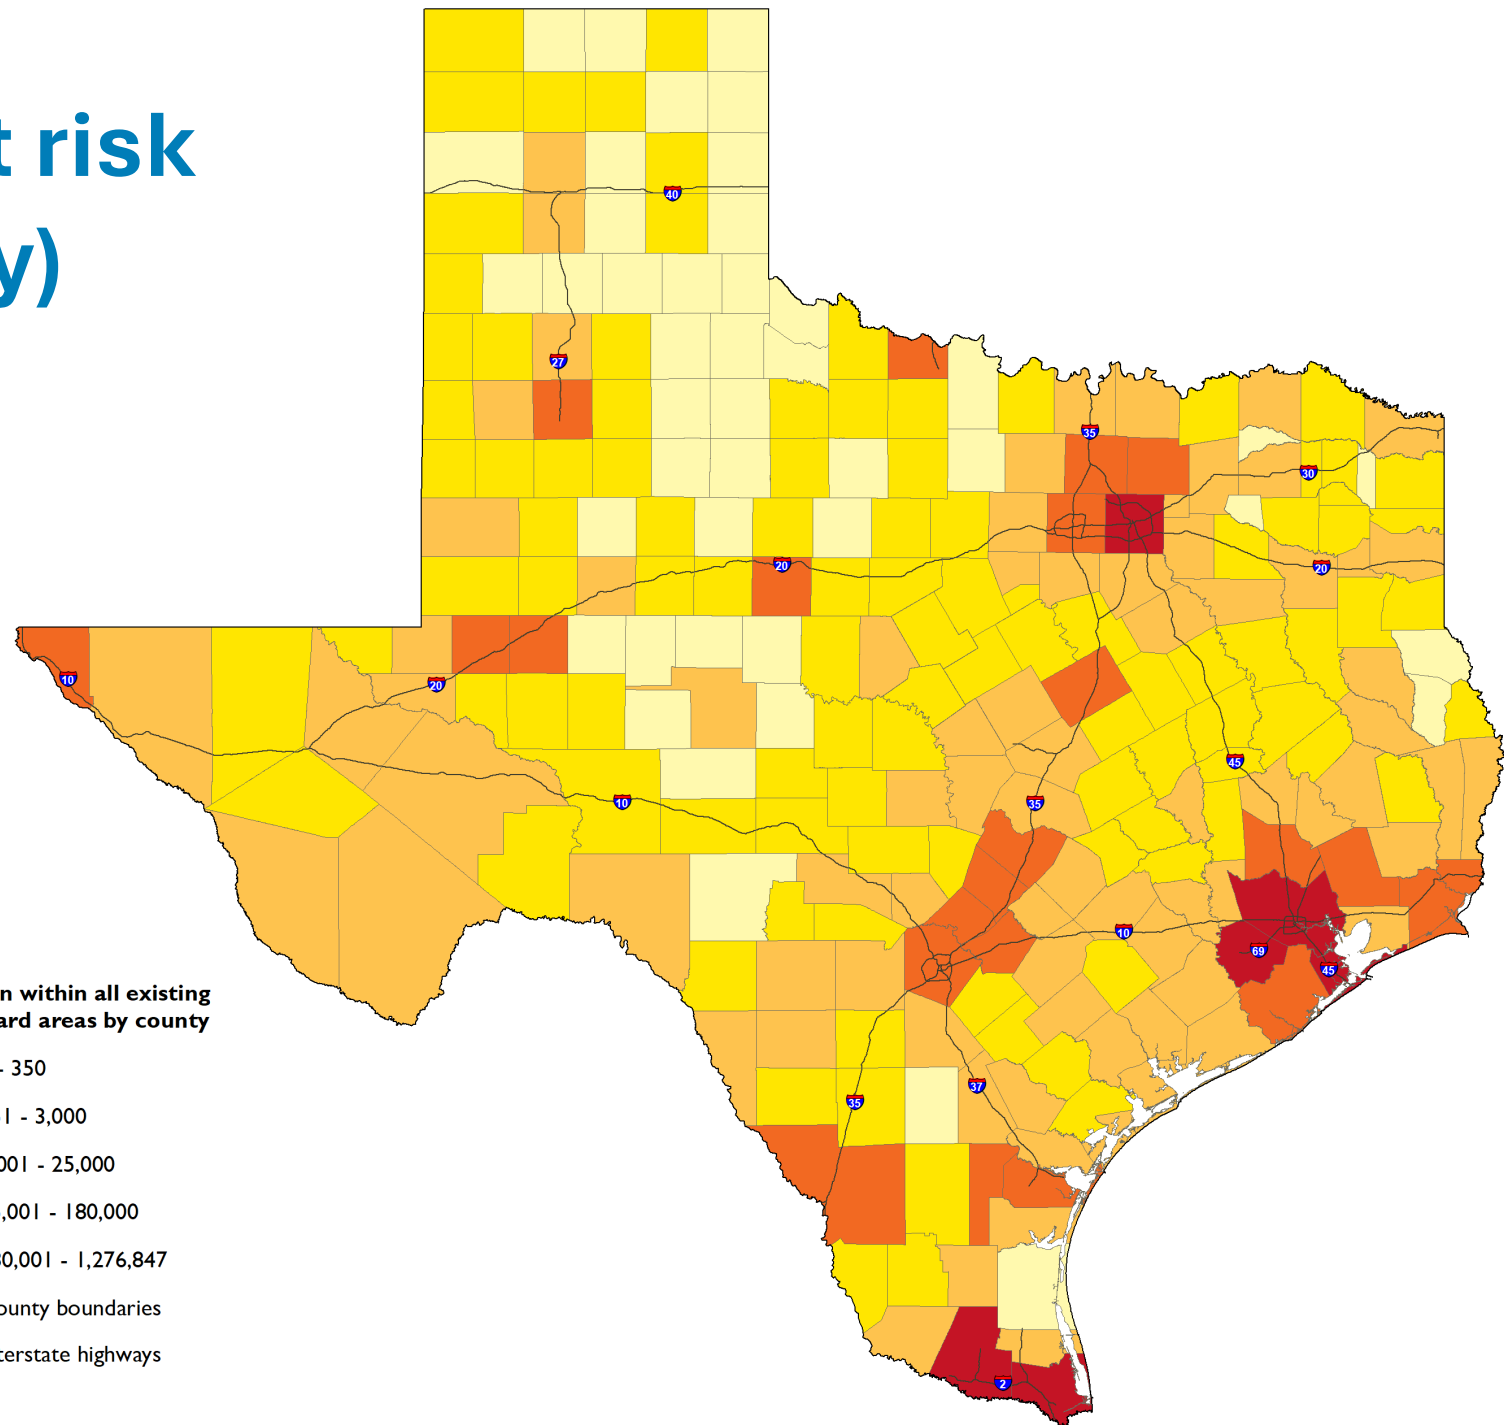 t risk
y)
40
27
35
30
20
20
10
20
45
10
35
10
69
45
37
35
2
n within all existing
ard areas by county
- 350
1 - 3,000
001 - 25,000
,001 - 180,000
0,001 - 1,276,847
ounty boundaries
terstate highways